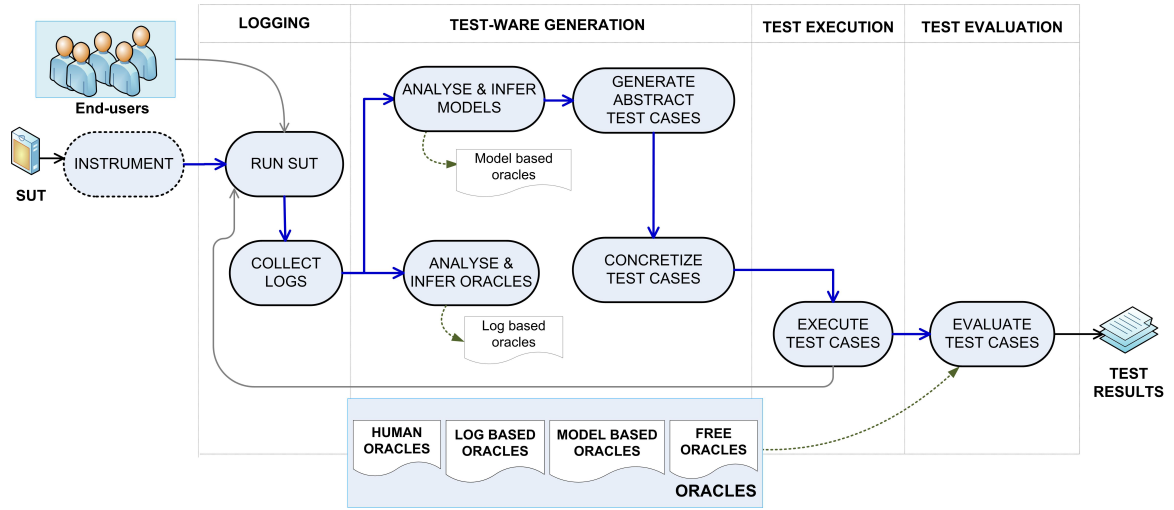 LOGGING
TEST-WARE GENERATION
TEST EXECUTION
TEST EVALUATION
End-users
SUT
INSTRUMENT
RUN SUT
COLLECT
LOGS
ANALYSE & INFER
MODELS
Model based
oracles
GENERATE
ABSTRACT
TEST CASES
ANALYSE &
INFER ORACLES
Log based
oracles
CONCRETIZE
TEST CASES
EXECUTE
TEST CASES
EVALUATE
TEST CASES
TEST
RESULTS
HUMAN
ORACLES
LOG BASED
ORACLES
MODEL BASED
ORACLES
FREE
ORACLES
ORACLES